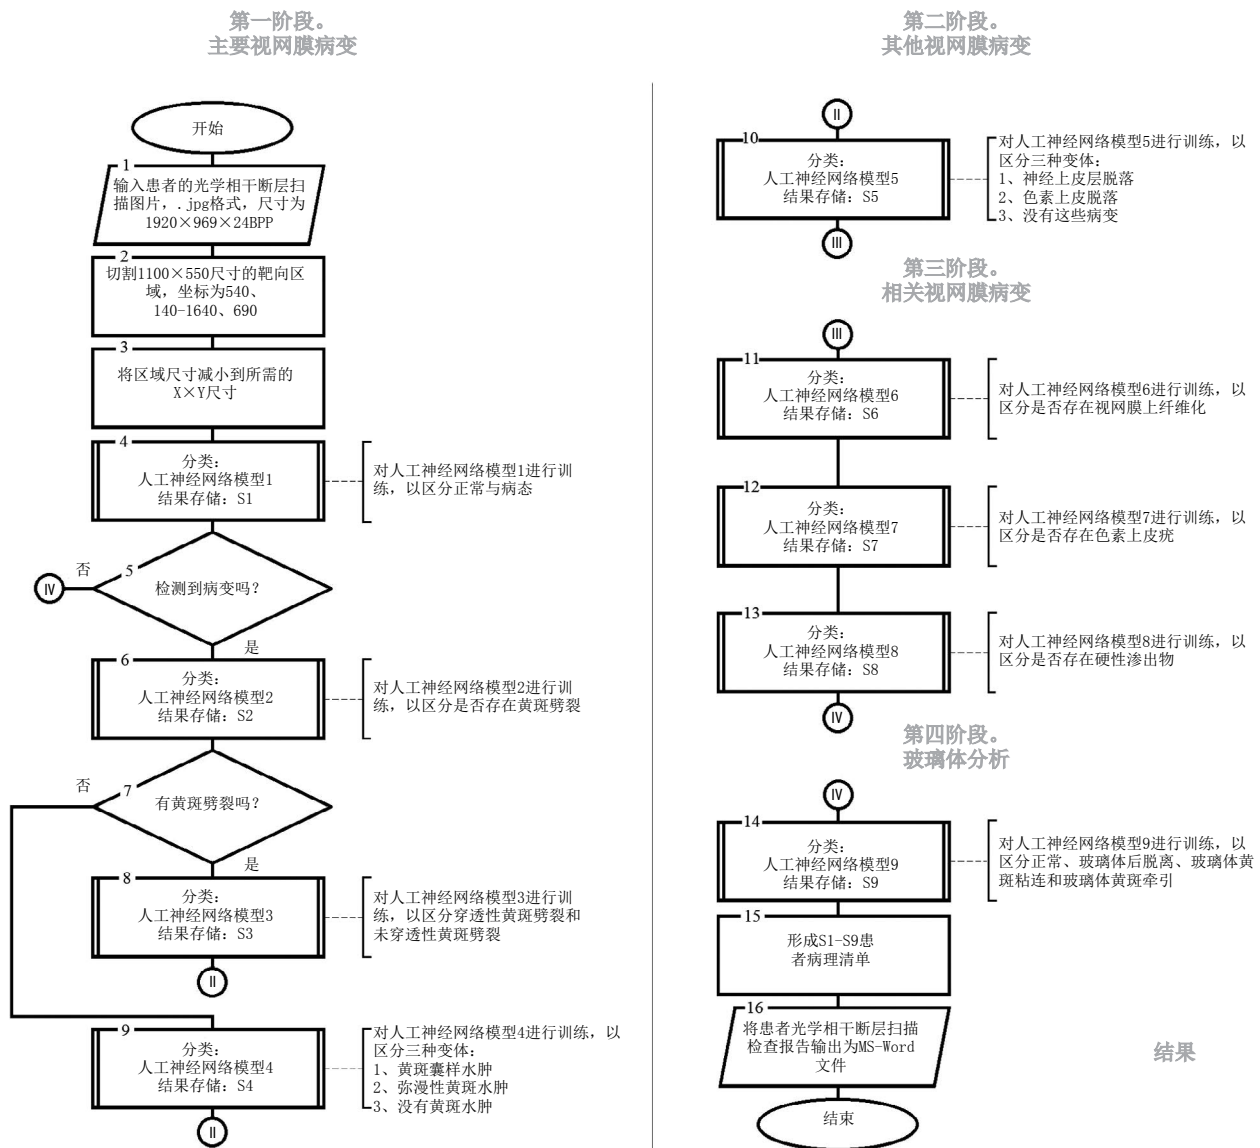 第一阶段。
主要视网膜病变
开始
1
输入患者的光学相干断层扫
描图片，.jpg格式，尺寸为
1920×969×24BPP
2
切割1100×550尺寸的靶向区
域，坐标为540、
140-1640、690
3
将区域尺寸减小到所需的
X×Y尺寸
4
分类：
人工神经网络模型1
结果存储：S1
对人工神经网络模型1进行训
练，以区分正常与病态
否
5
检测到病变吗？
IV
是
6
分类：
人工神经网络模型2
结果存储：S2
对人工神经网络模型2进行训
练，以区分是否存在黄斑劈裂
否
7
有黄斑劈裂吗？
是
8
分类：
人工神经网络模型3
结果存储：S3
对人工神经网络模型3进行训
练，以区分穿透性黄斑劈裂和
未穿透性黄斑劈裂
II
9
分类：
人工神经网络模型4
结果存储：S4
对人工神经网络模型4进行训练，以
区分三种变体：
1、黄斑囊样水肿
2、弥漫性黄斑水肿
3、没有黄斑水肿
II
第二阶段。
其他视网膜病变
II
10
分类：
人工神经网络模型5
结果存储：S5
对人工神经网络模型5进行训练，以
区分三种变体：
1、神经上皮层脱落
2、色素上皮脱落
3、没有这些病变
III
第三阶段。
相关视网膜病变
III
11
分类：
人工神经网络模型6
结果存储：S6
对人工神经网络模型6进行训练，以
区分是否存在视网膜上纤维化
12
分类：
人工神经网络模型7
结果存储：S7
对人工神经网络模型7进行训练，以
区分是否存在色素上皮疣
13
分类：
人工神经网络模型8
结果存储：S8
对人工神经网络模型8进行训练，以
区分是否存在硬性渗出物
IV
第四阶段。
玻璃体分析
IV
14
分类：
人工神经网络模型9
结果存储：S9
对人工神经网络模型9进行训练，以
区分正常、玻璃体后脱离、玻璃体黄
斑粘连和玻璃体黄斑牵引
15
形成S1-S9患
者病理清单
16
将患者光学相干断层扫描
检查报告输出为MS-Word
文件
结果
结束